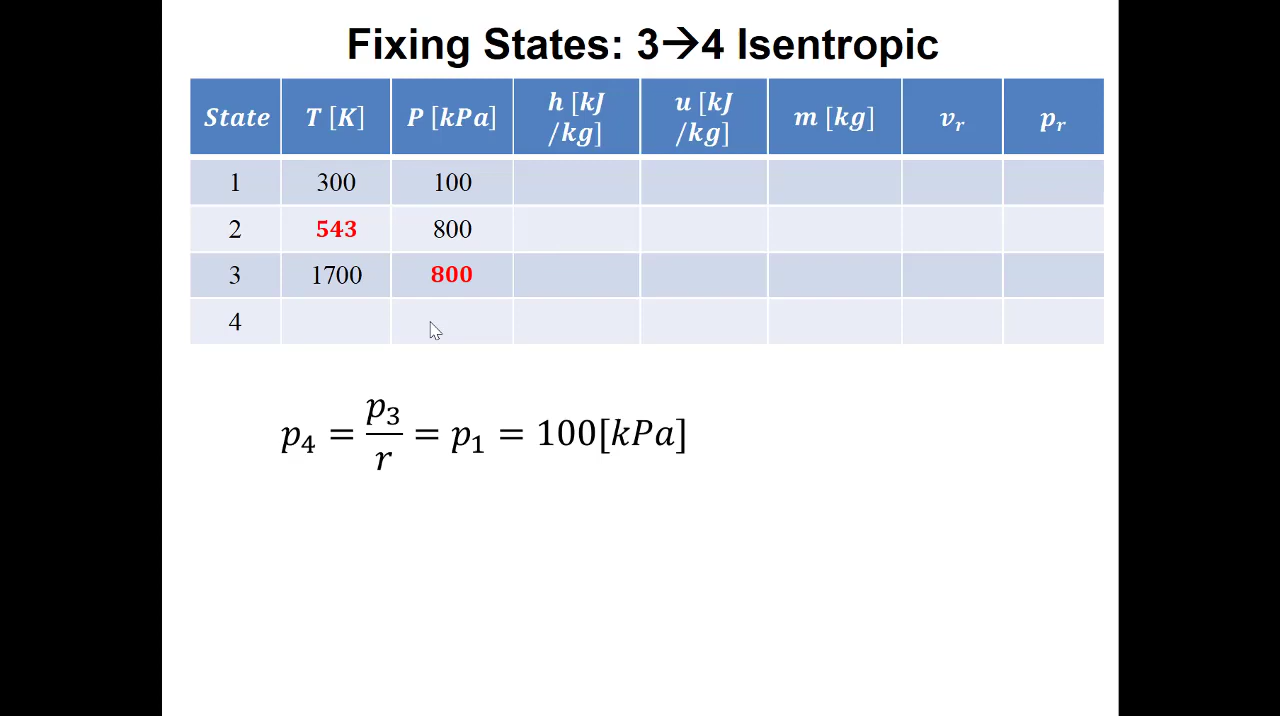 Fixing States: 3→4 Isentropic
State T [K] P [kPa] h [kJ/kg] u [kJ/kg] m [kg] v_r p_r
1 300 100
2 543 800
3 1700 800
4
p_4 = p_3/r = p_1 = 100[kPa]